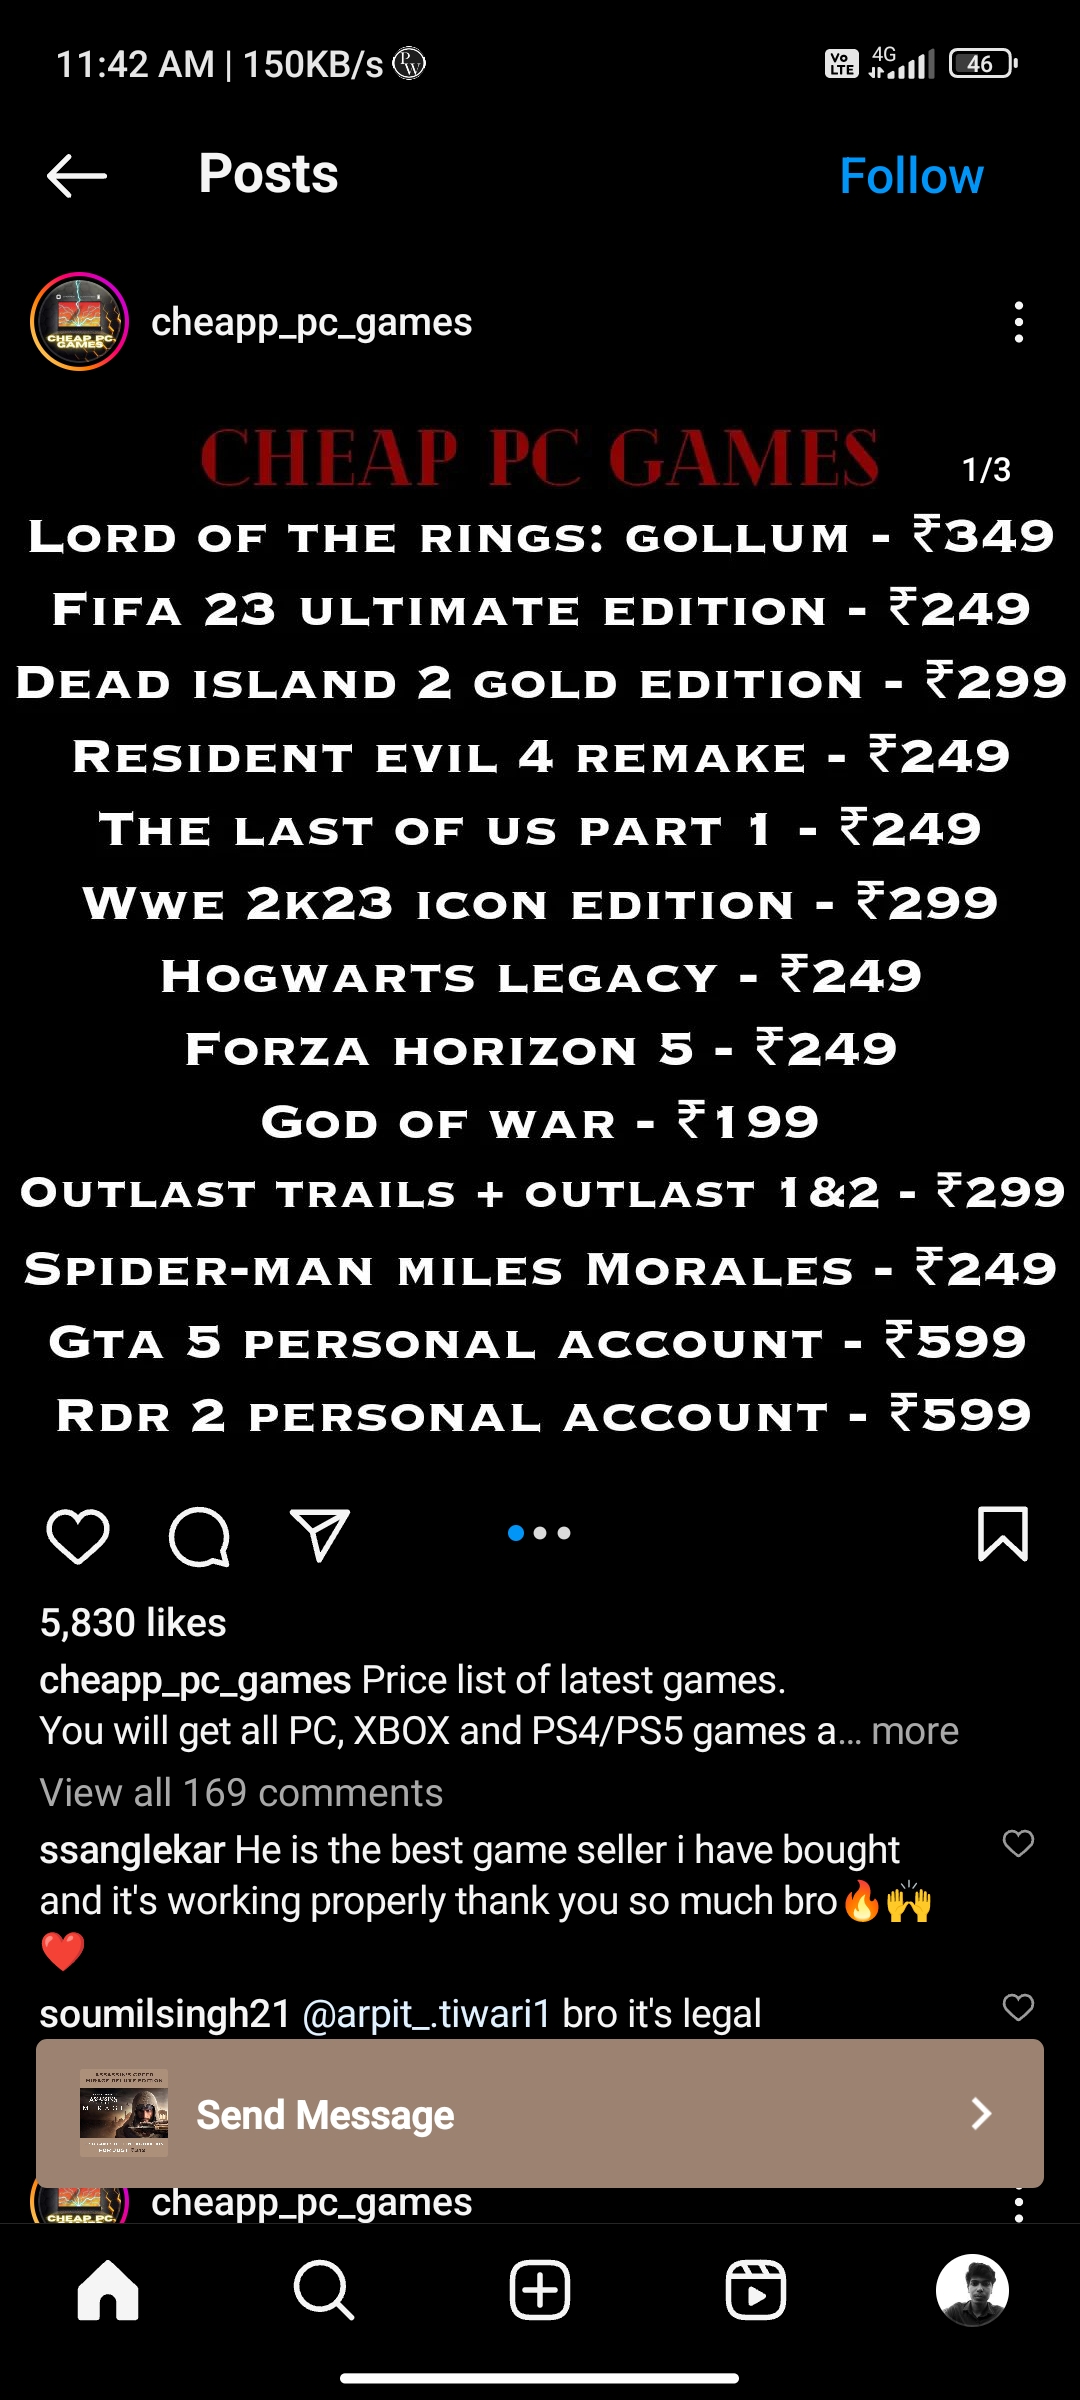 11:42 AM | 150KB/s
Vo LTE 4G 46
Posts
Follow
cheapp_pc_games
CHEAP PC GAMES
1/3
LORD OF THE RINGS: GOLLUM - ₹349
FIFA 23 ULTIMATE EDITION - ₹249
DEAD ISLAND 2 GOLD EDITION - ₹299
RESIDENT EVIL 4 REMAKE - ₹249
THE LAST OF US PART 1 - ₹249
WWE 2K23 ICON EDITION - ₹299
HOGWARTS LEGACY - ₹249
FORZA HORIZON 5 - ₹249
GOD OF WAR - ₹199
OUTLAST TRAILS + OUTLAST 1&2 - ₹299
SPIDER-MAN MILES MORALES - ₹249
GTA 5 PERSONAL ACCOUNT - ₹599
RDR 2 PERSONAL ACCOUNT - ₹599
5,830 likes
cheapp_pc_games Price list of latest games.
You will get all PC, XBOX and PS4/PS5 games a... more
View all 169 comments
ssanglekar He is the best game seller i have bought
and it's working properly thank you so much bro🔥🙌
❤️
soumilsingh21 @arpit_.tiwari1 bro it's legal
Send Message
cheapp_pc_games